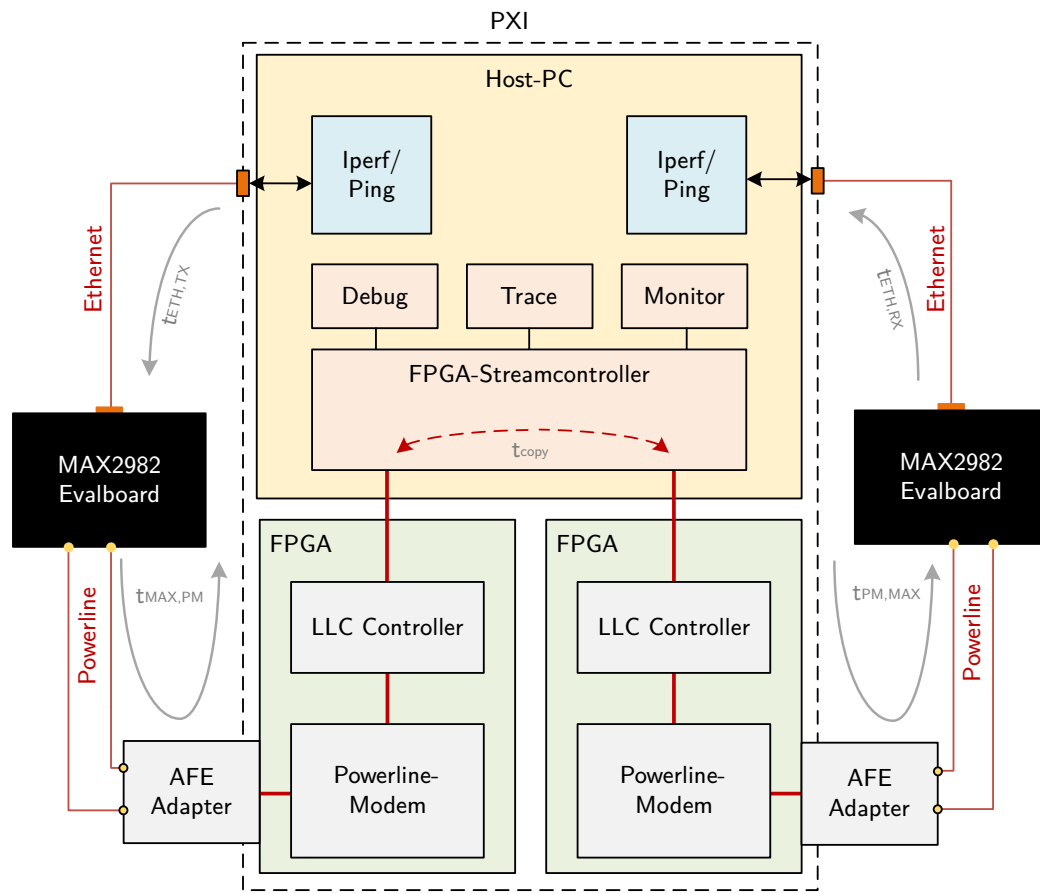 PXI
Host-PC
Iperf/
Ping
Iperf/
Ping
Ethernet
tETH,TX
tETH,RX
Ethernet
Debug
Trace
Monitor
FPGA-Streamcontroller
tcopy
MAX2982
Evalboard
MAX2982
Evalboard
FPGA
FPGA
Powerline
tMAX,PM
tPM,MAX
Powerline
LLC Controller
LLC Controller
AFE
Adapter
Powerline-
Modem
Powerline-
Modem
AFE
Adapter